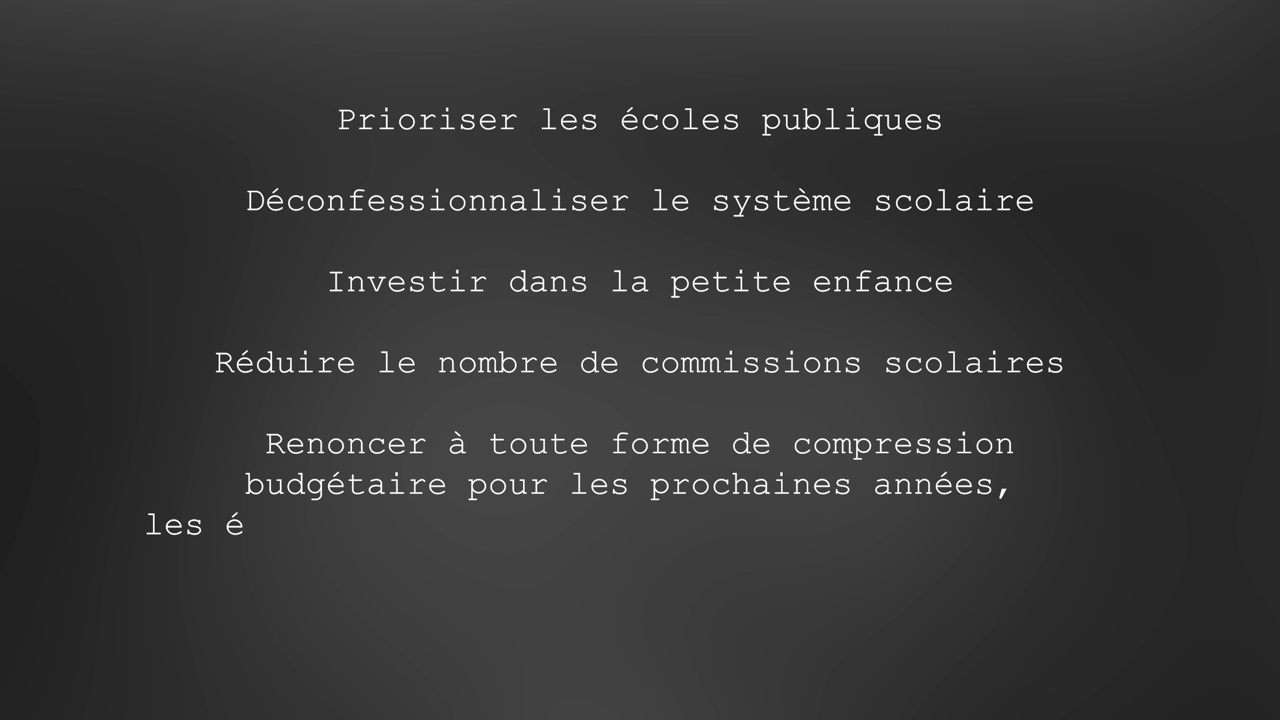 Prioriser les écoles publiques
Déconfessionnaliser le système scolaire
Investir dans la petite enfance
Réduire le nombre de commissions scolaires
Renoncer à toute forme de compression
budgétaire pour les prochaines années,
les é